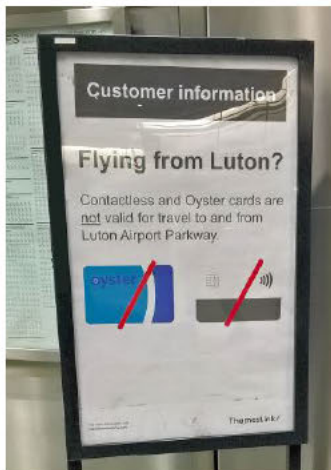 Customer information
Flying from Luton?
Contactless and Oyster cards are
not valid for travel to and from
Luton Airport Parkway.
oyster
Thameslink